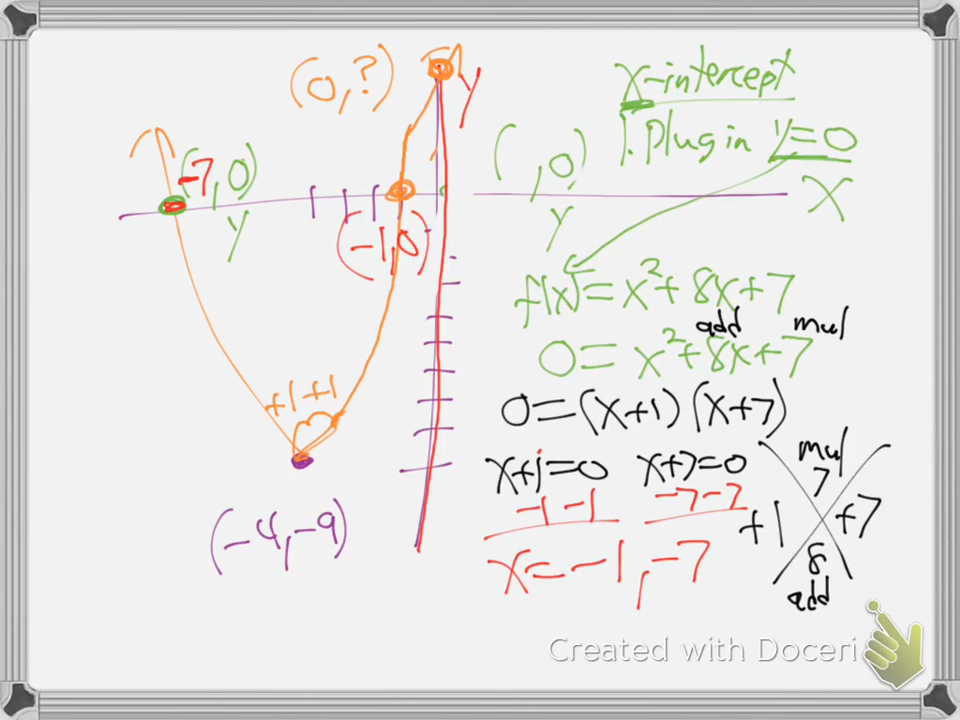 (0,?)
y
x-intercept
1. Plug in y=0
(-7,0)
( ,0)
x
y
y
(-1,0)
f(x)=x²+8x+7
add mul
0=x²+8x+7
0=(x+1)(x+7)
+1 +1
x+1=0 x+7=0
-1 -1 -7 -7
x=-1,-7
mul
7
+1 +7
8
add
(-4,-9)
Created with Doceri